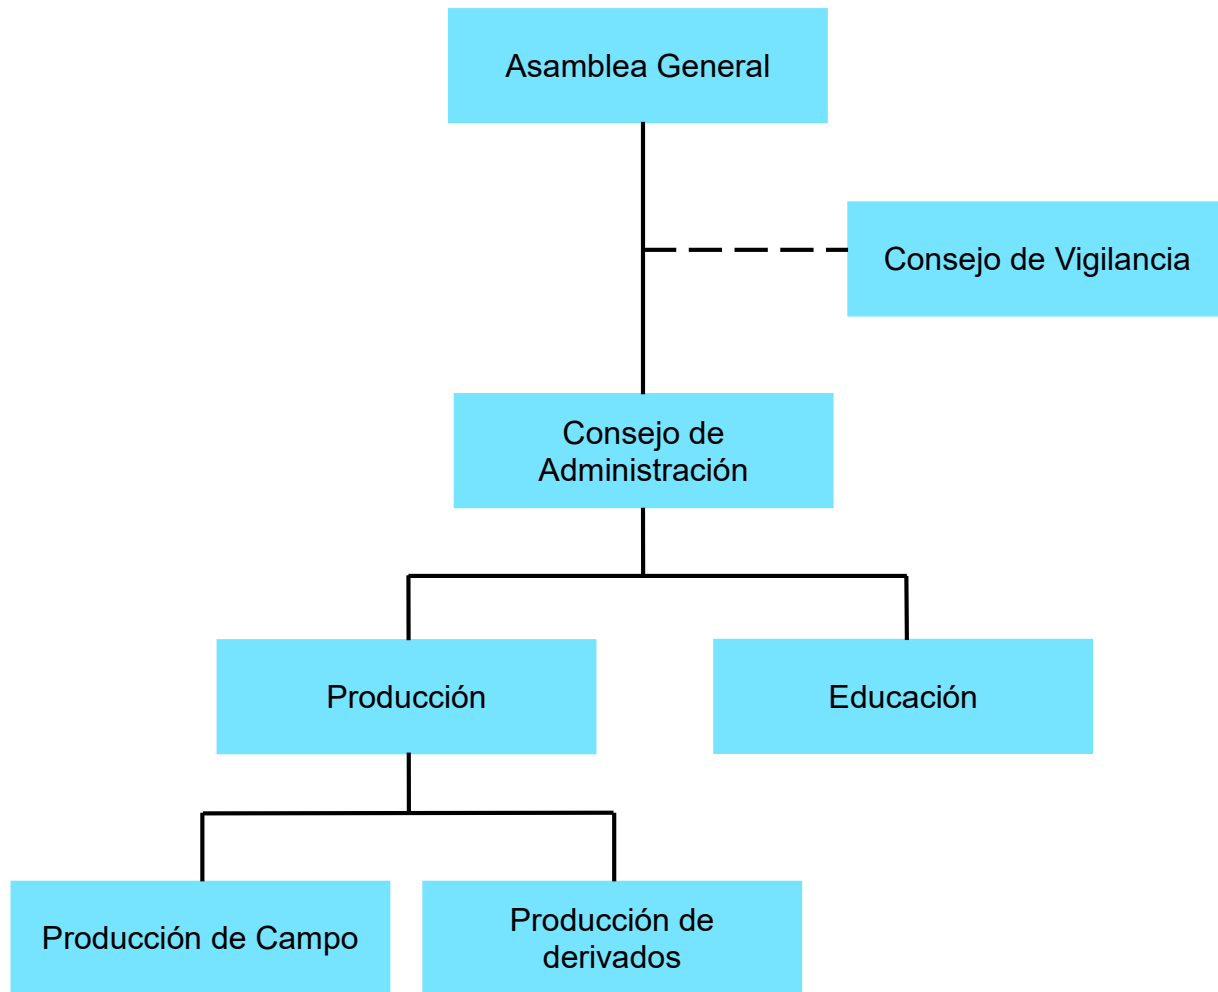 Asamblea General
Consejo de Vigilancia
Consejo de
Administración
Producción
Educación
Producción de Campo
Producción de
derivados